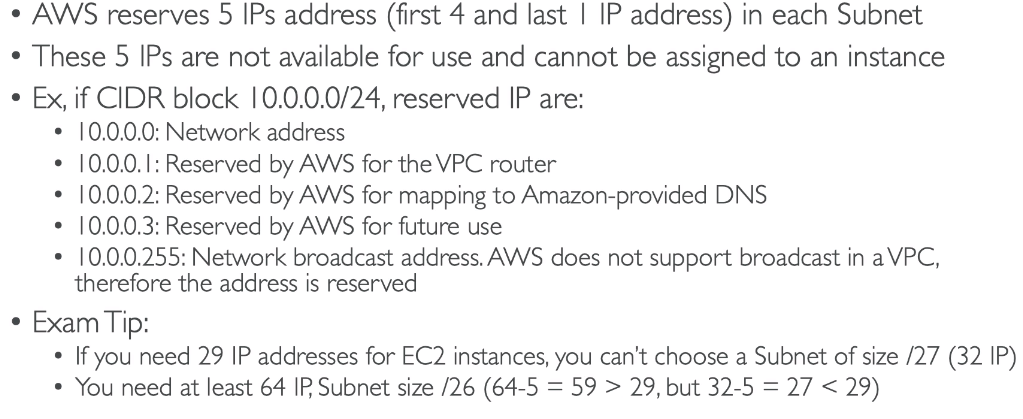 • AWS reserves 5 IPs address (first 4 and last 1 IP address) in each Subnet
• These 5 IPs are not available for use and cannot be assigned to an instance
• Ex, if CIDR block 10.0.0.0/24, reserved IP are:
• 10.0.0.0: Network address
• 10.0.0.1: Reserved by AWS for the VPC router
• 10.0.0.2: Reserved by AWS for mapping to Amazon-provided DNS
• 10.0.0.3: Reserved by AWS for future use
• 10.0.0.255: Network broadcast address. AWS does not support broadcast in a VPC,
therefore the address is reserved
• Exam Tip:
• If you need 29 IP addresses for EC2 instances, you can't choose a Subnet of size /27 (32 IP)
• You need at least 64 IP, Subnet size /26 (64-5 = 59 > 29, but 32-5 = 27 < 29)